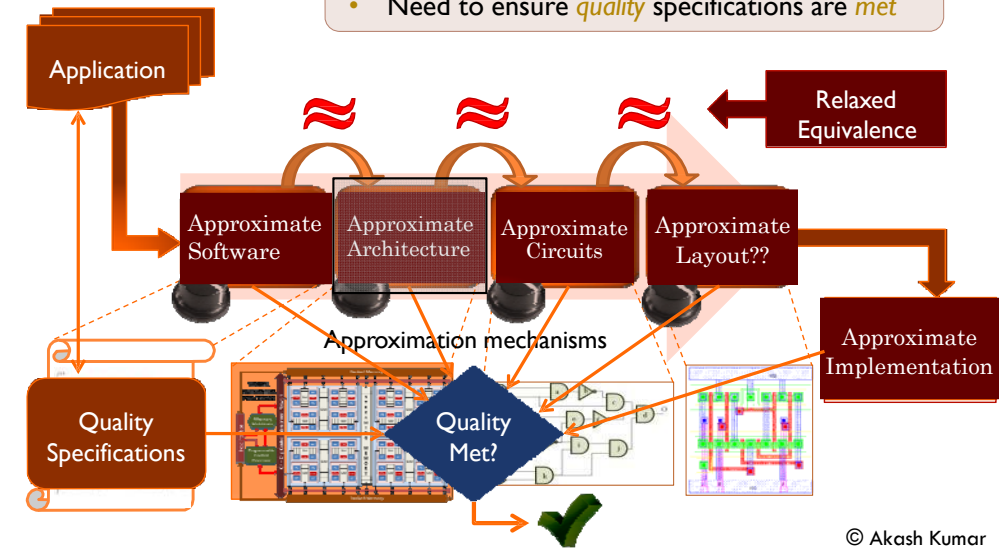 • Need to ensure quality specifications are met
Application
Relaxed
Equivalence
Approximate
Software
Approximate
Architecture
Approximate
Circuits
Approximate
Layout??
Approximation mechanisms
Approximate
Implementation
Quality
Specifications
Quality
Met?
© Akash Kumar